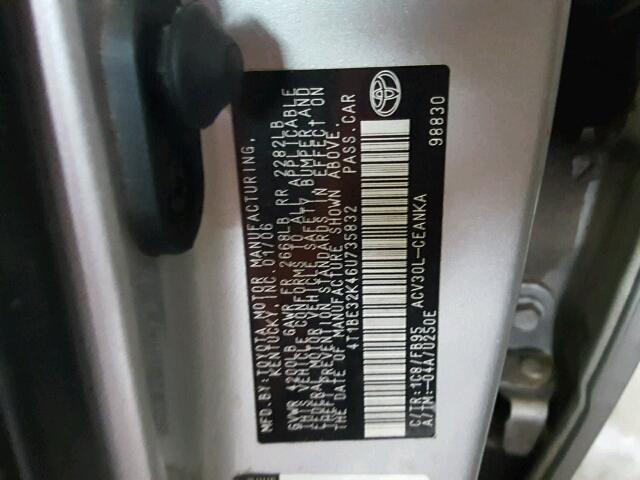 MFD.BY:TOYOTA MOTOR MANUFACTURING,
KENTUCKY, INC. 01/06
GVWR 4200LB GAWR FR 2668LB RR 2282LB
THIS VEHICLE CONFORMS TO ALL APPLICABLE
FEDERAL MOTOR VEHICLE SAFETY, BUMPER AND
THEFT PREVENTION STANDARDS IN EFFECT ON
THE DATE OF MANUFACTURE SHOWN ABOVE.
4T1BE32K46U735832 PASS.CAR
C/TR:1C8/FB95 ACV30L-CEANKA
A/TM:-04A/U250E 98830